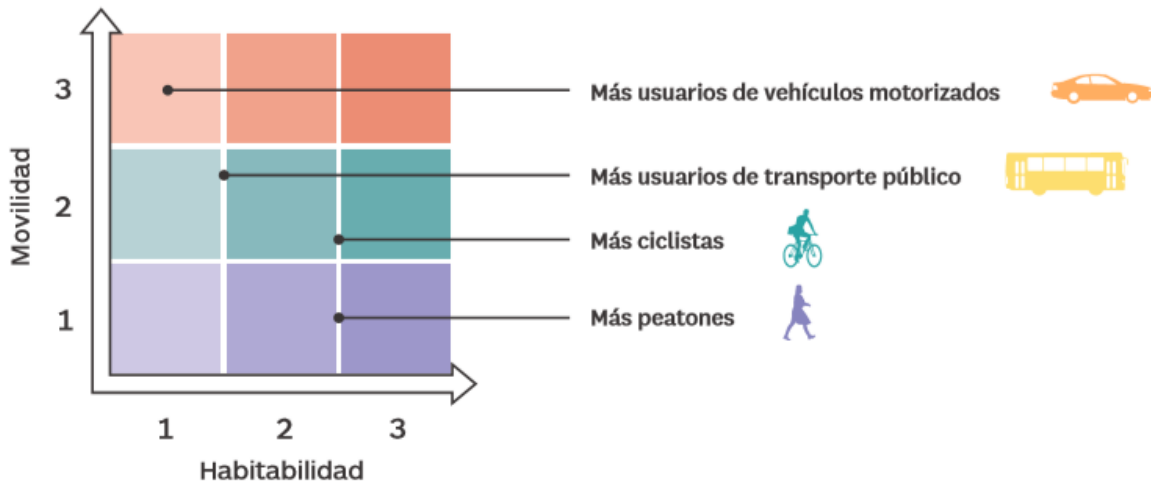 3
Más usuarios de vehículos motorizados
Más usuarios de transporte público
Movilidad
2
Más ciclistas
1
Más peatones
1 2 3
Habitabilidad